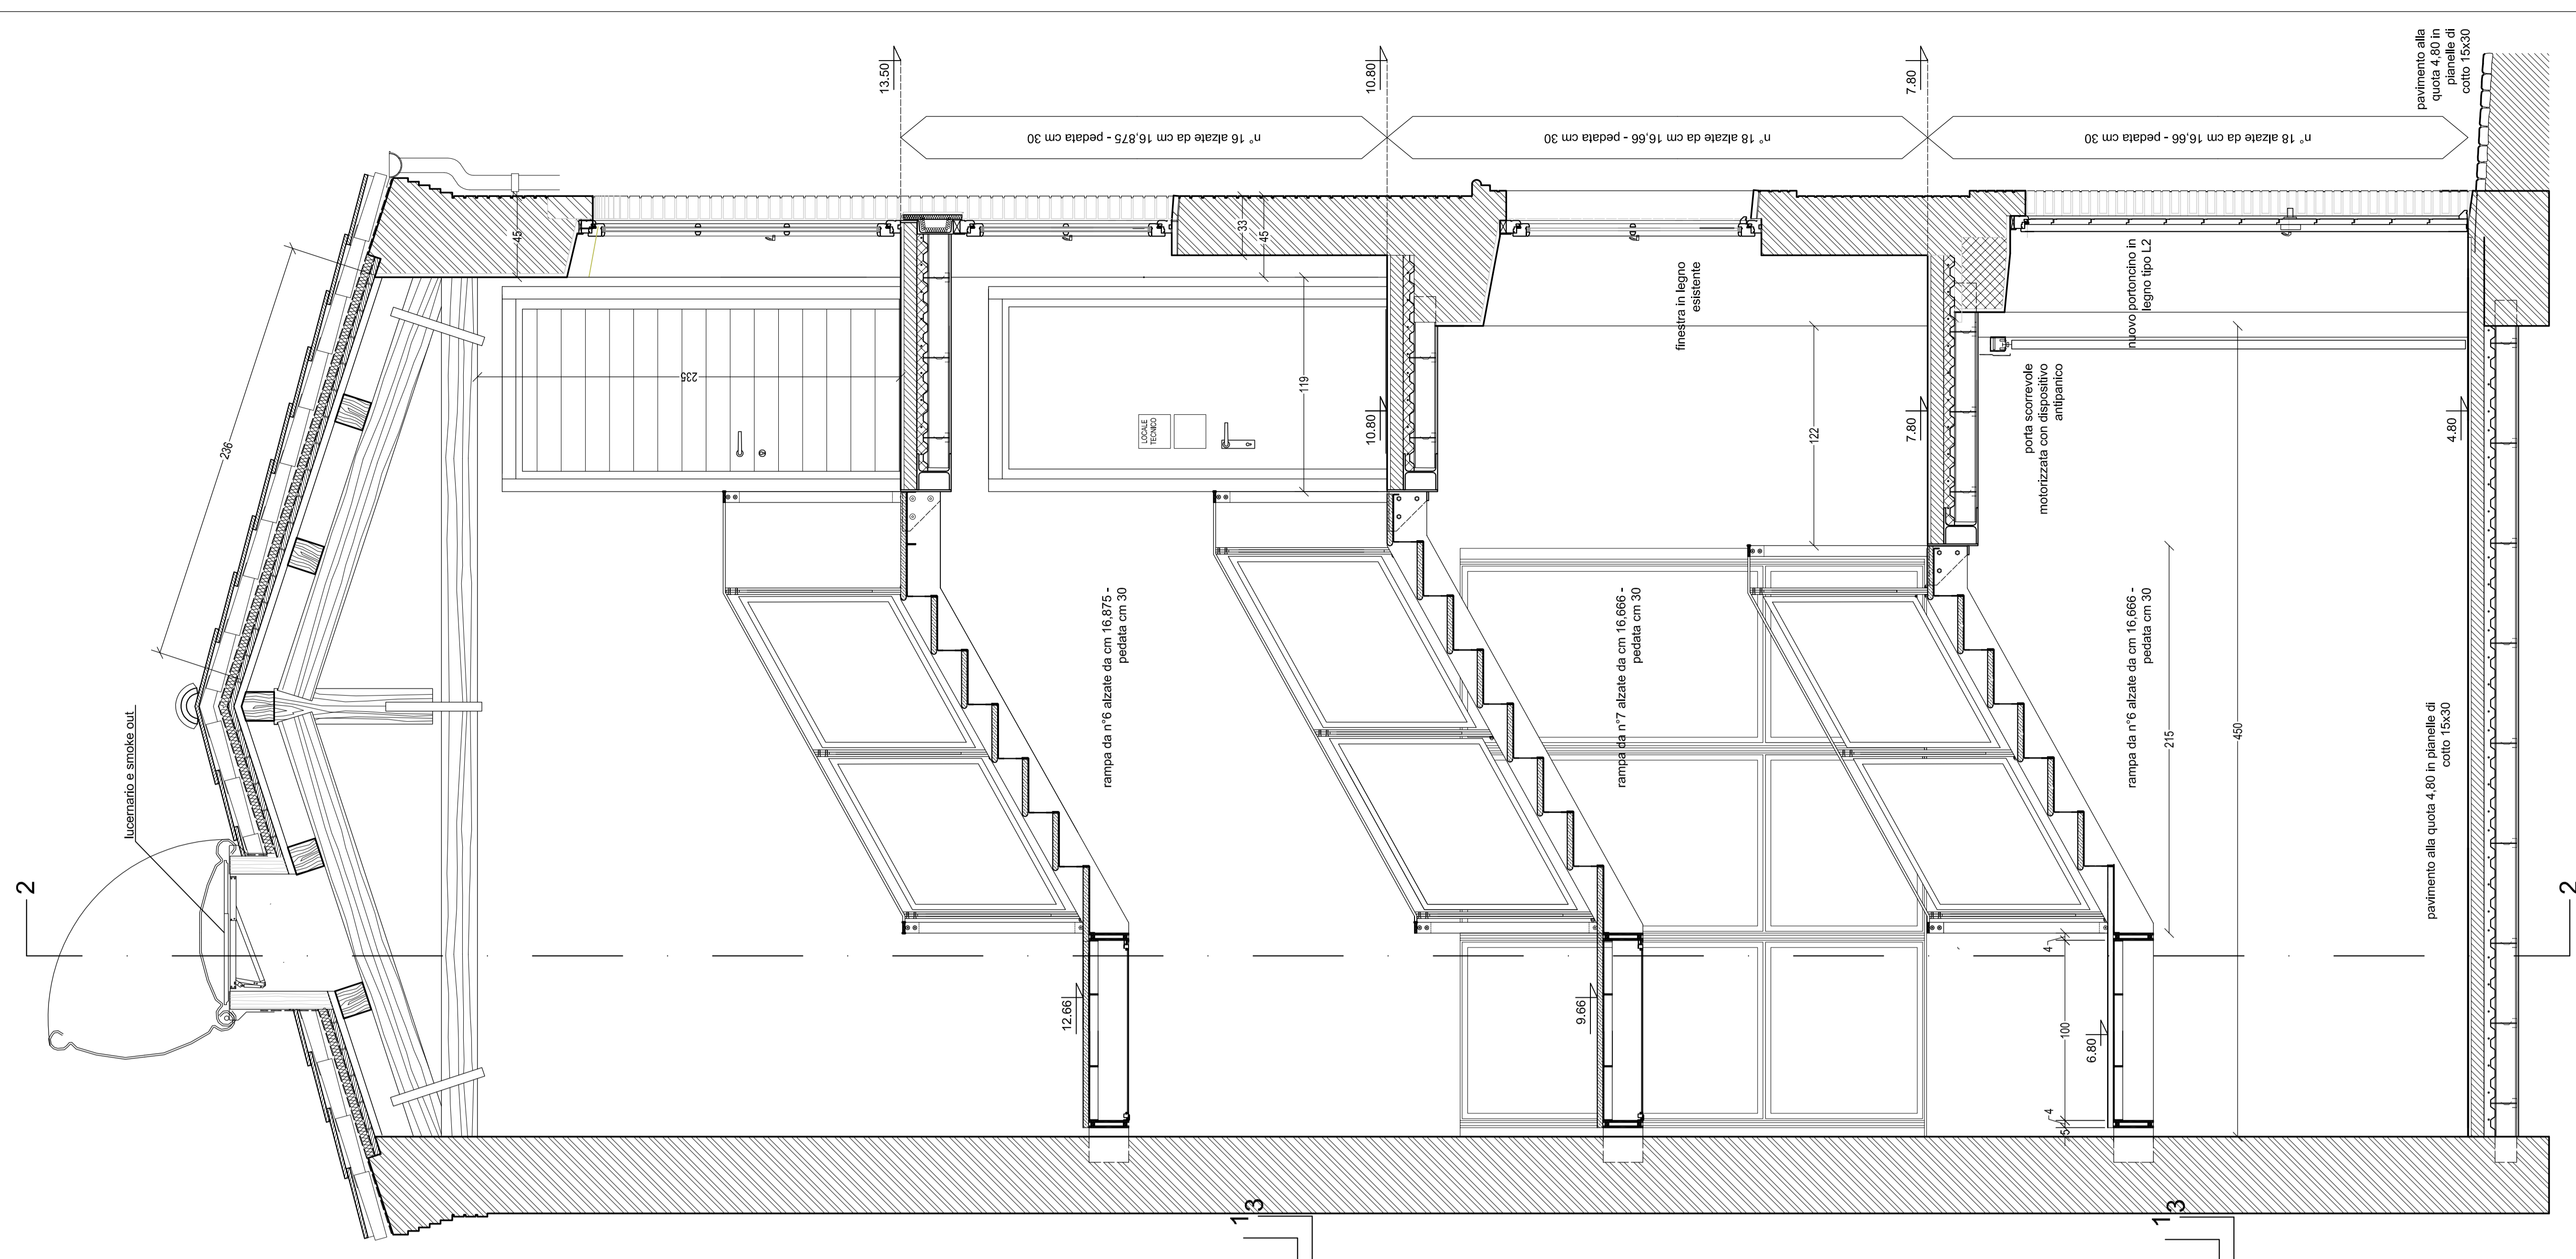 lucernario e smoke out
2
236
45
235
13.50
n° 16 alzate da cm 16,875 - pedata cm 30
33
45
119
LOCALE
TECNICO
rampa da n°6 alzate da cm 16,875 -
pedata cm 30
12.66
10.80
10.80
n° 18 alzate da cm 16,66 - pedata cm 30
finestra in legno
esistente
122
rampa da n°7 alzate da cm 16,666 -
pedata cm 30
9.66
7.80
7.80
n° 18 alzate da cm 16,66 - pedata cm 30
nuovo portoncino in
legno tipo L2
porta scorrevole
motorizzata con dispositivo
antipanico
rampa da n°6 alzate da cm 16,666 -
pedata cm 30
215
450
4
100
4
5
6.80
4.80
pavimento alla
quota 4,80 in
pianelle di
cotto 15x30
pavimento alla quota 4,80 in pianelle di
cotto 15x30
2
1
3
1
3